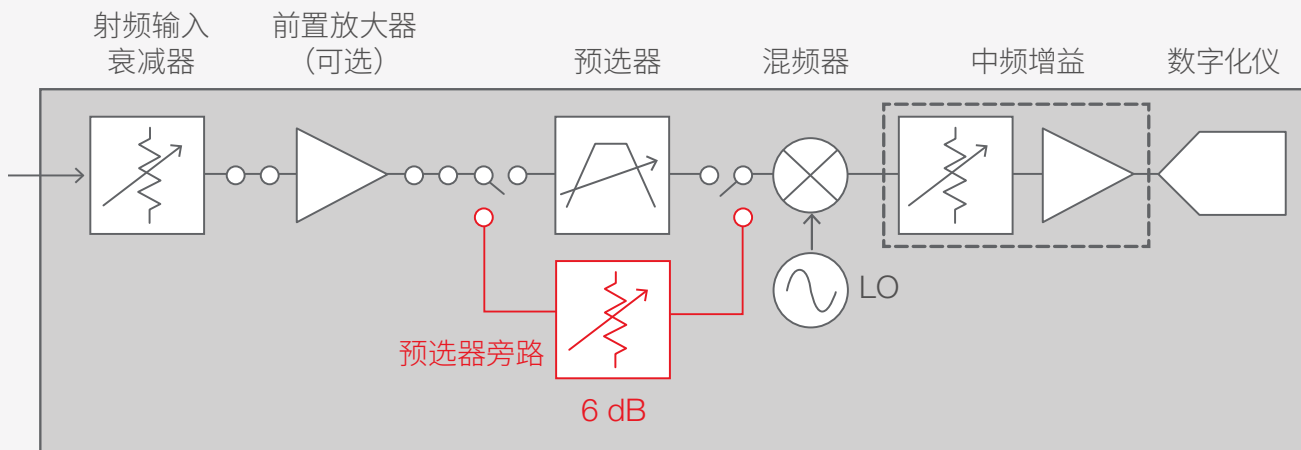 射频输入
衰减器
前置放大器
（可选）
预选器
混频器
中频增益
数字化仪
LO
预选器旁路
6 dB